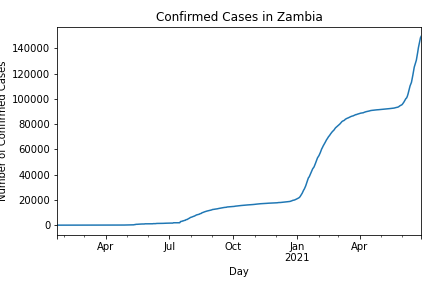 Confirmed Cases in Zambia
Number of Confirmed Cases
140000
120000
100000
80000
60000
40000
20000
0
Apr
Jul
Oct
Jan
2021
Apr
Day